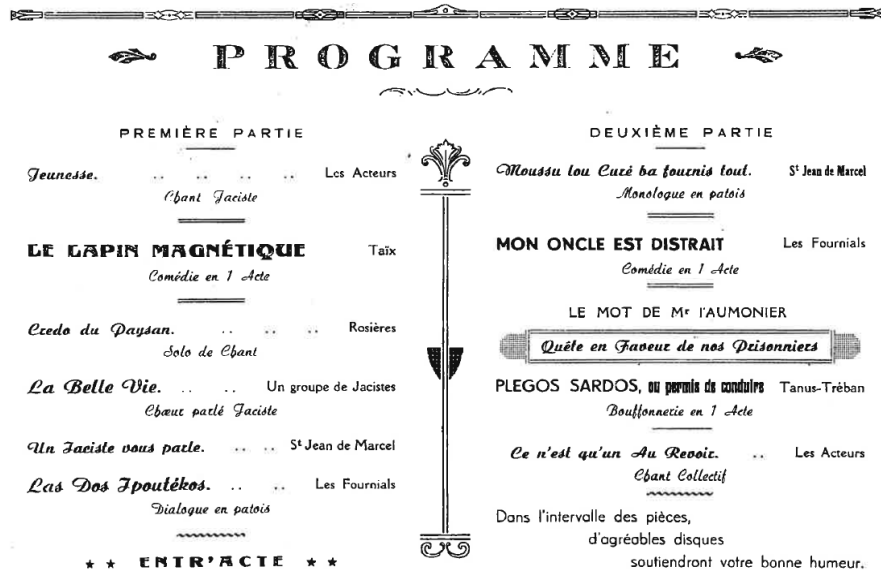 PROGRAMME
PREMIÈRE PARTIE
Jeunesse. .. .. .. .. Les Acteurs
Chant Jaciste
LE LAPIN MAGNÉTIQUE Taïx
Comédie en 1 Acte
Credo du Paysan. .. .. .. Rosières
Solo de Chant
La Belle Vie. .. .. Un groupe de Jacistes
Chœur parlé Jaciste
Un Jaciste vous parle. .. .. St Jean de Marcel
Las Dos Ipoutékos. .. .. Les Fournials
Dialogue en patois
★ ★ ENTR'ACTE ★ ★
DEUXIÈME PARTIE
Moussu lou Curé ba fournis tout. St Jean de Marcel
Monologue en patois
MON ONCLE EST DISTRAIT Les Fournials
Comédie en 1 Acte
LE MOT DE Mr l'AUMONIER
Quête en Faveur de nos Prisonniers
PLEGOS SARDOS, ou permis de conduire Tanus-Tréban
Bouffonnerie en 1 Acte
Ce n'est qu'un Au Revoir. .. Les Acteurs
Chant Collectif
Dans l'intervalle des pièces,
d'agréables disques
soutiendront votre bonne humeur.